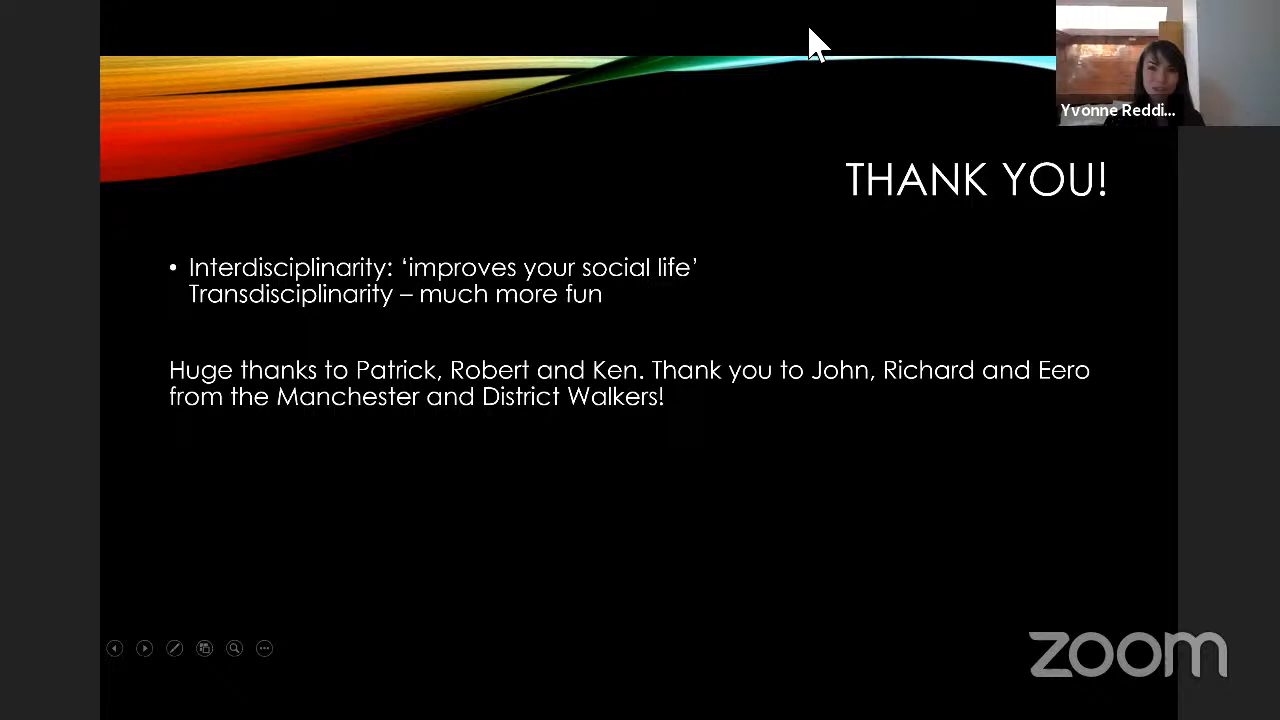 Yvonne Reddi...
THANK YOU!
• Interdisciplinarity: ‘improves your social life’
Transdisciplinarity – much more fun
Huge thanks to Patrick, Robert and Ken. Thank you to John, Richard and Eero
from the Manchester and District Walkers!
zoom